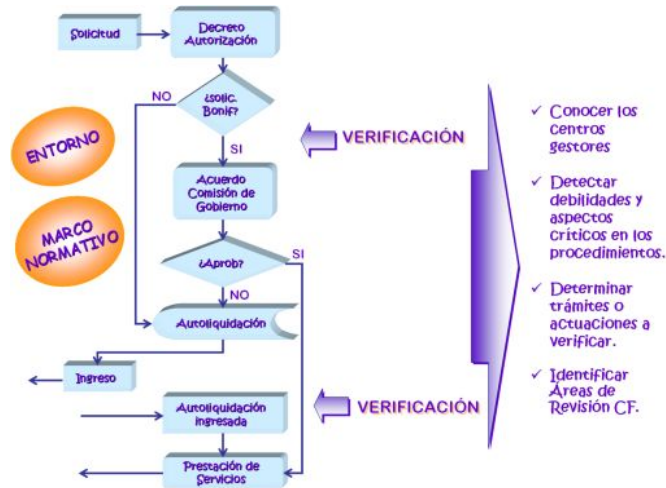 Solicitud
Decreto
Autorización
¿solic.
Bonif?
NO
SI
ENTORNO
VERIFICACIÓN
Acuerdo
Comisión de
Gobierno
MARCO
NORMATIVO
¿Aprob?
SI
NO
Autoliquidación
Ingreso
Autoliquidación
ingresada
VERIFICACIÓN
Prestación de
Servicios
✓ Conocer los
centros
gestores
✓ Detectar
debilidades y
aspectos
críticos en los
procedimientos.
✓ Determinar
trámites o
actuaciones a
verificar.
✓ Identificar
Áreas de
Revisión CF.